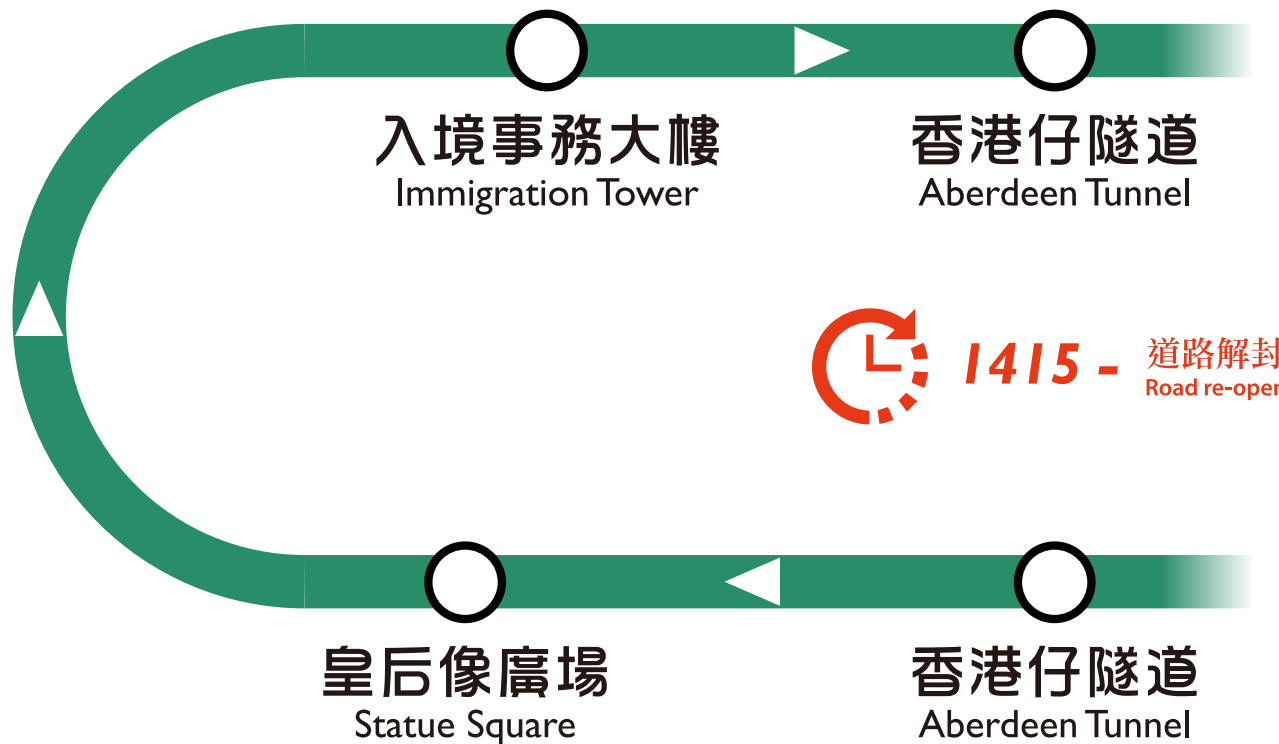 入境事務大樓
Immigration Tower
香港仔隧道
Aberdeen Tunnel
1415 - 道路解封
Road re-open
皇后像廣場
Statue Square
香港仔隧道
Aberdeen Tunnel